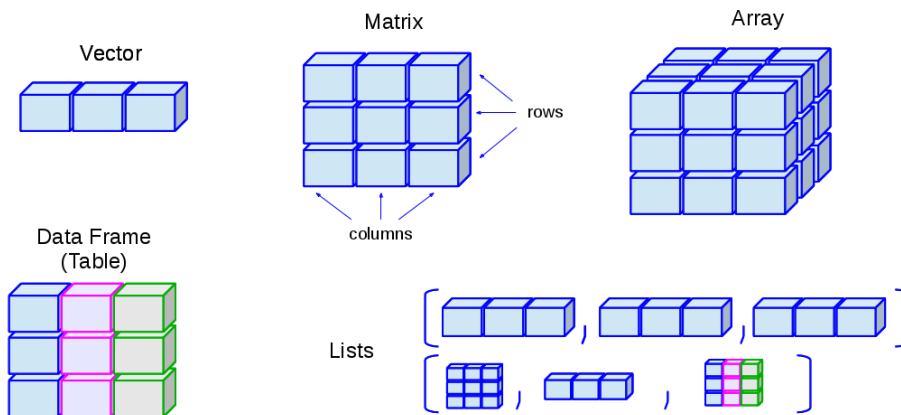 Vector
Matrix
Array
rows
columns
Data Frame
(Table)
Lists